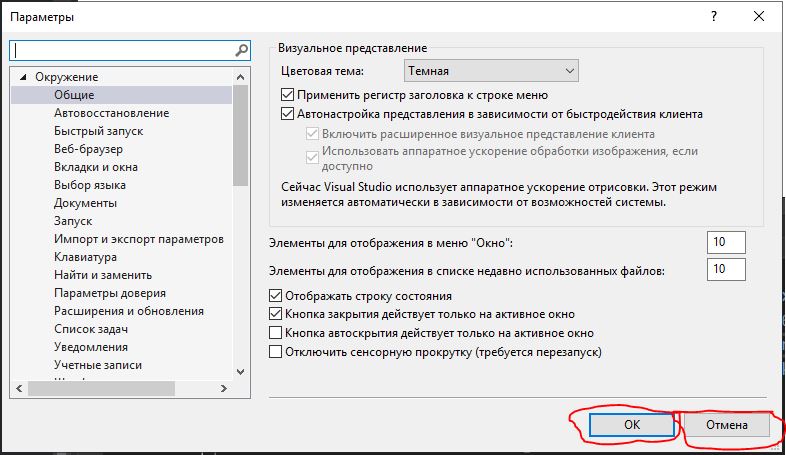 Параметры
?
Окружение
Общие
Автовосстановление
Быстрый запуск
Веб-браузер
Вкладки и окна
Выбор языка
Документы
Запуск
Импорт и экспорт параметров
Клавиатура
Найти и заменить
Параметры доверия
Расширения и обновления
Список задач
Уведомления
Учетные записи
Визуальное представление
Цветовая тема: Темная
Применить регистр заголовка к строке меню
Автонастройка представления в зависимости от быстродействия клиента
Включить расширенное визуальное представление клиента
Использовать аппаратное ускорение обработки изображения, если
доступно
Сейчас Visual Studio использует аппаратное ускорение отрисовки. Этот режим
изменяется автоматически в зависимости от возможностей системы.
Элементы для отображения в меню "Окно": 10
Элементы для отображения в списке недавно использованных файлов: 10
Отображать строку состояния
Кнопка закрытия действует только на активное окно
Кнопка автоскрытия действует только на активное окно
Отключить сенсорную прокрутку (требуется перезапуск)
OK
Отмена